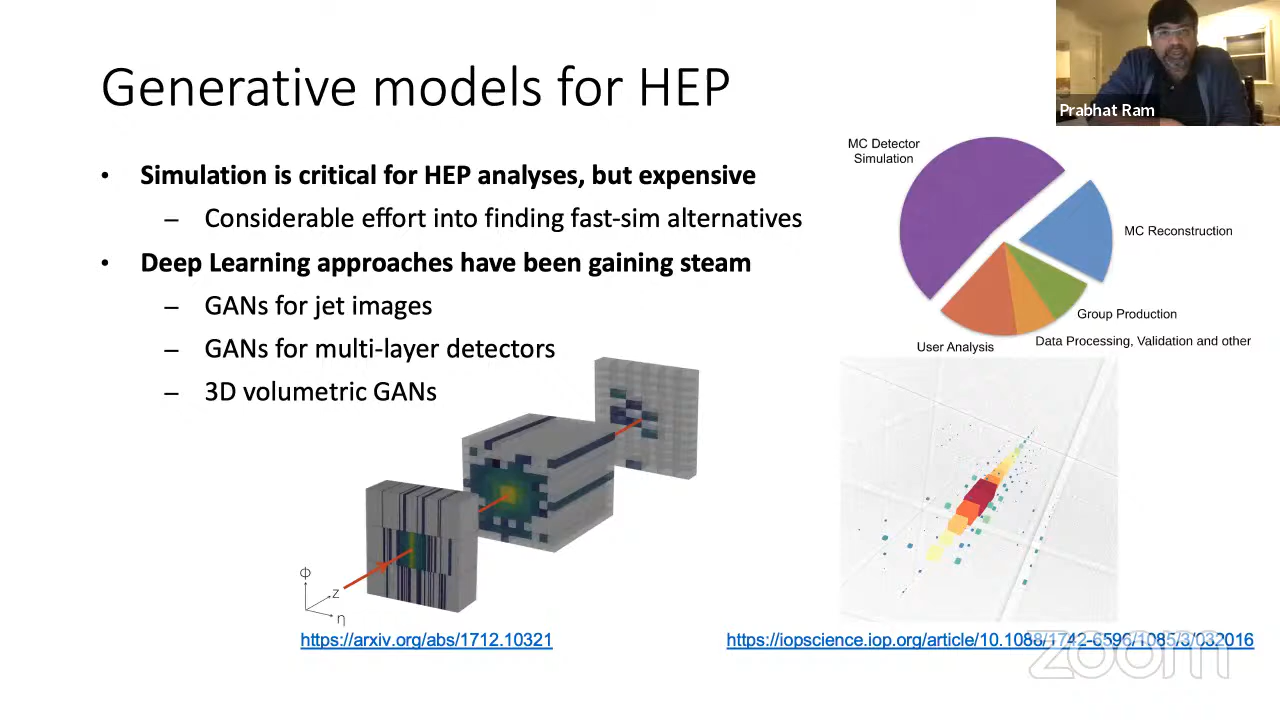 Generative models for HEP
Prabhat Ram
• Simulation is critical for HEP analyses, but expensive
– Considerable effort into finding fast-sim alternatives
• Deep Learning approaches have been gaining steam
– GANs for jet images
– GANs for multi-layer detectors
– 3D volumetric GANs
MC Detector
Simulation
MC Reconstruction
Group Production
Data Processing, Validation and other
User Analysis
ϕ
z
η
https://arxiv.org/abs/1712.10321
https://iopscience.iop.org/article/10.1088/1742-6596/1085/3/032016
zoom